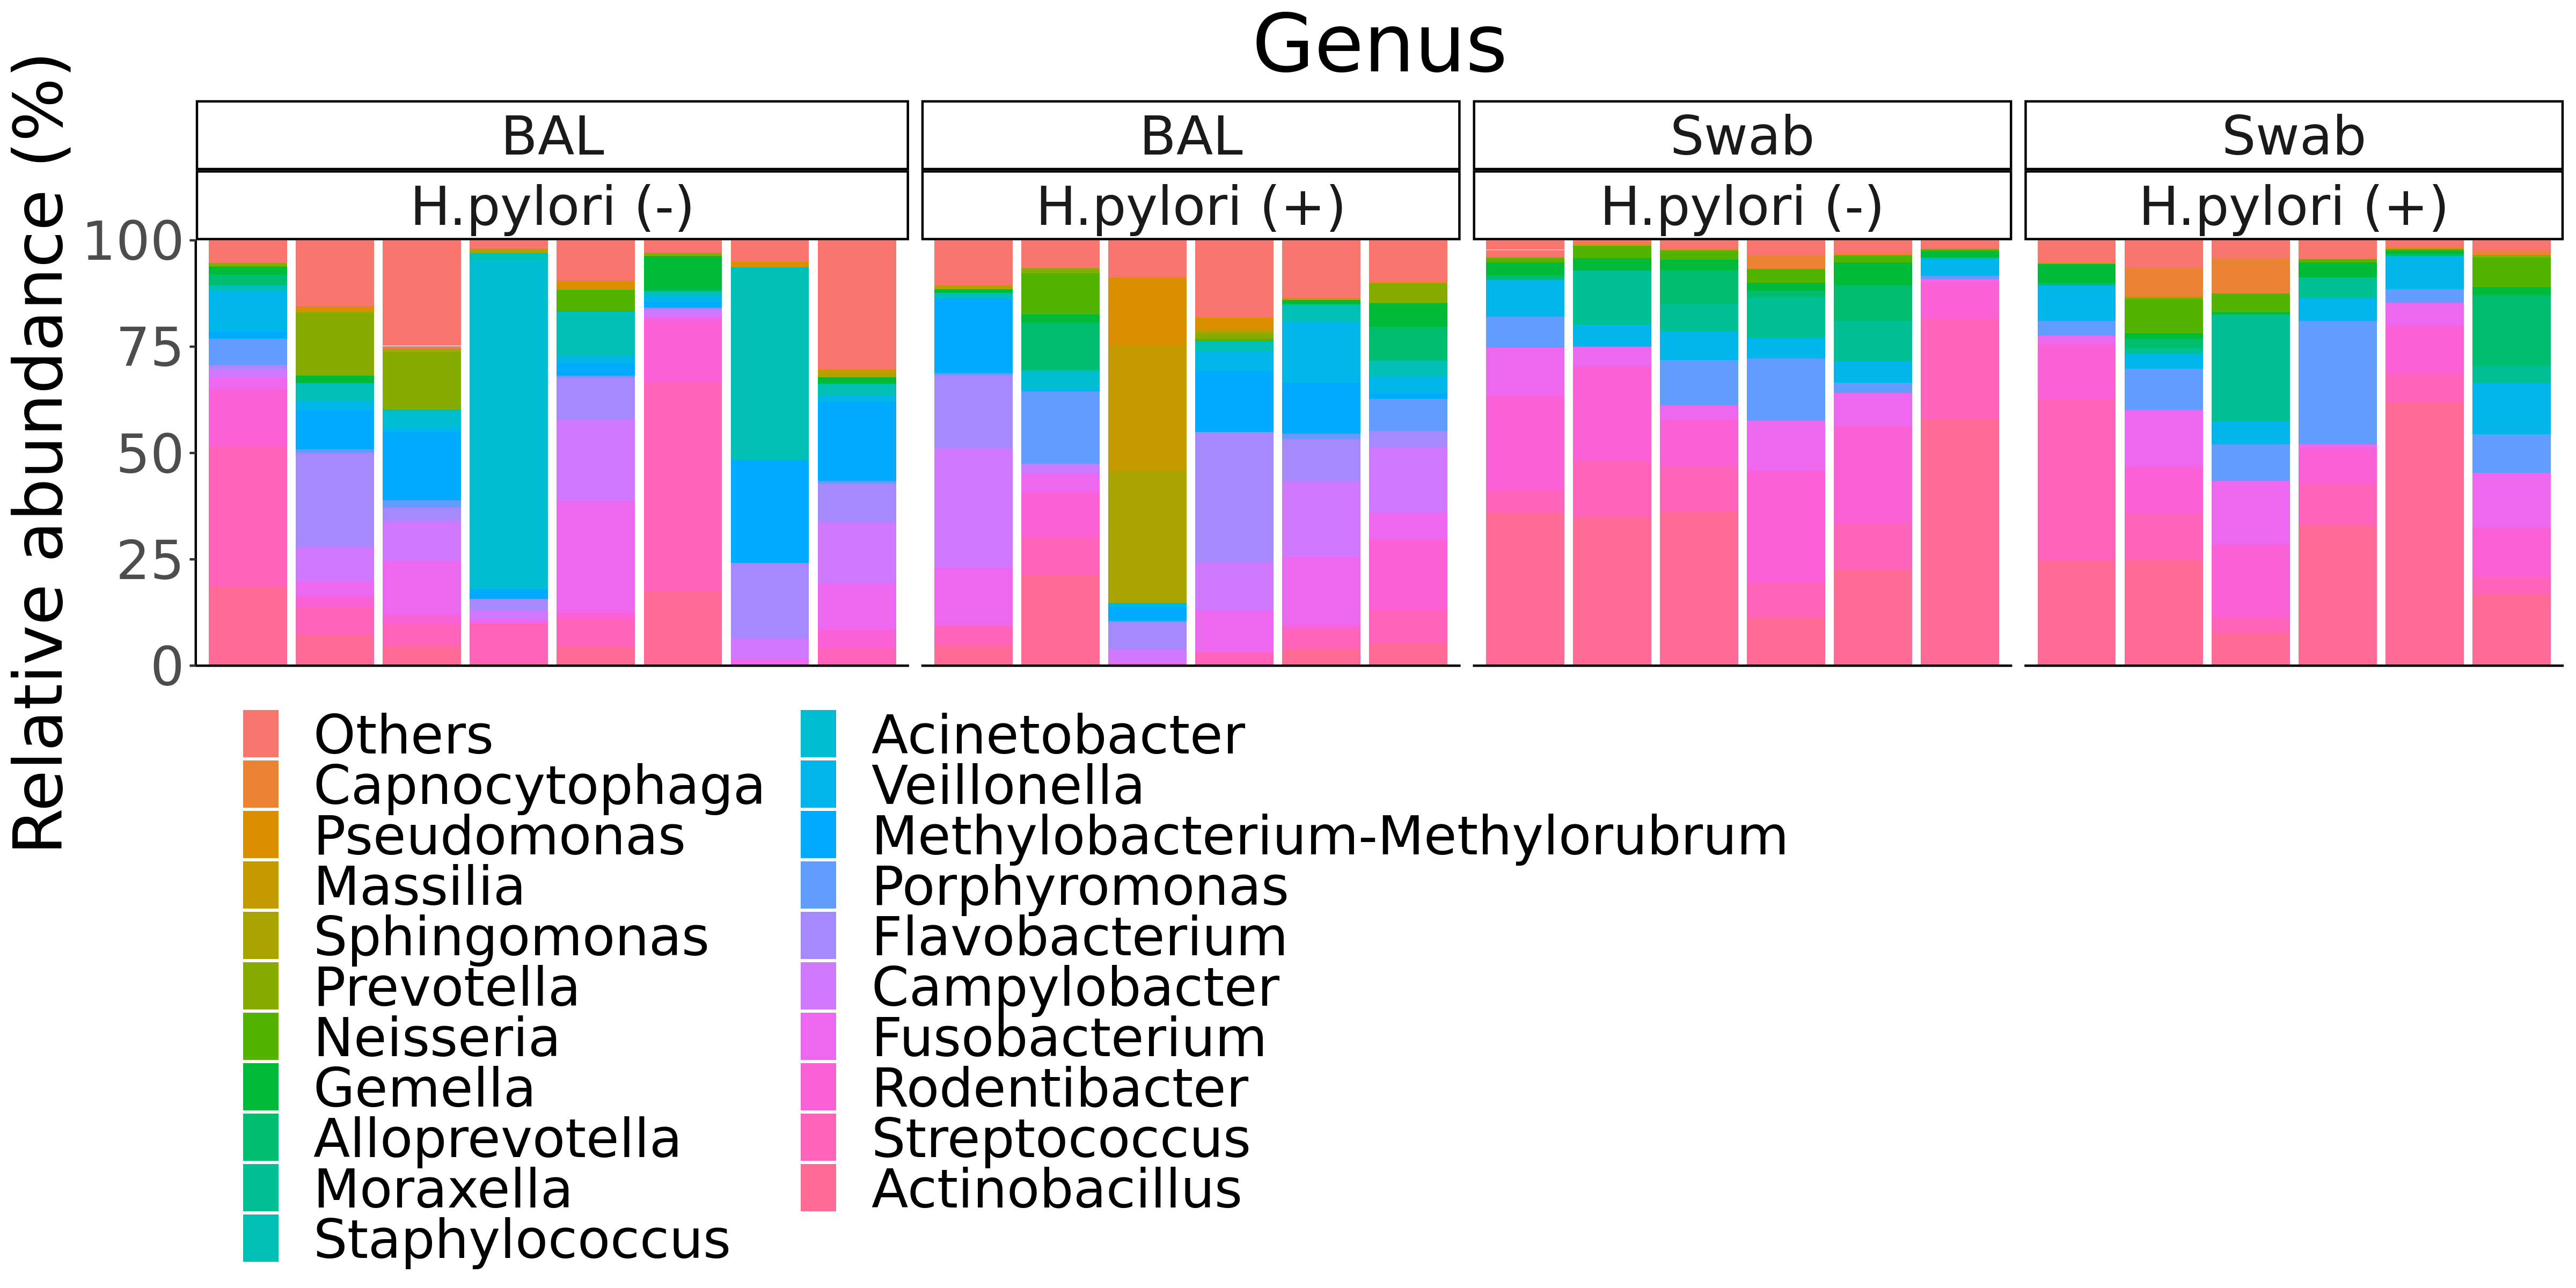 Genus
Relative abundance (%)
BAL
BAL
Swab
Swab
H.pylori (-)
H.pylori (+)
H.pylori (-)
H.pylori (+)
100
75
50
25
0
Others
Capnocytophaga
Pseudomonas
Massilia
Sphingomonas
Prevotella
Neisseria
Gemella
Alloprevotella
Moraxella
Staphylococcus
Acinetobacter
Veillonella
Methylobacterium-Methylorubrum
Porphyromonas
Flavobacterium
Campylobacter
Fusobacterium
Rodentibacter
Streptococcus
Actinobacillus